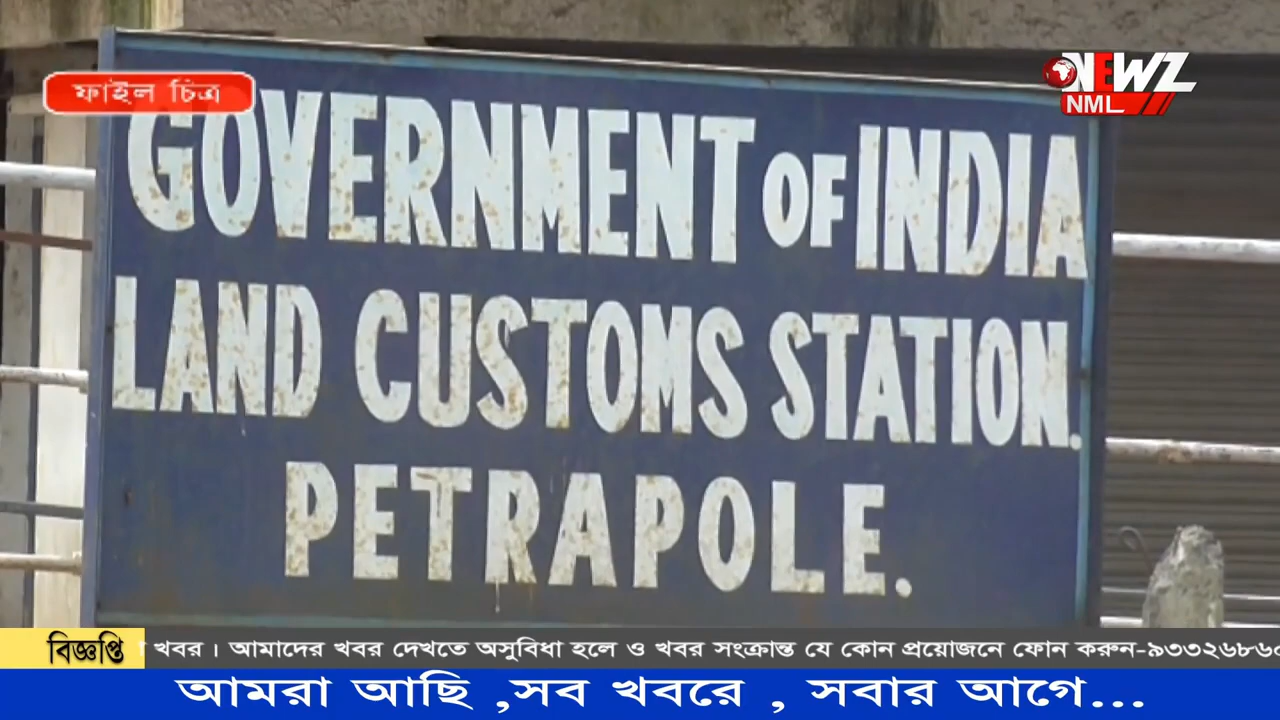 ফাইল চিত্র
NEWZ
NML
GOVERNMENT OF INDIA
LAND CUSTOMS STATION.
PETRAPOLE.
বিজ্ঞপ্তি
খবর । আমাদের খবর দেখতে অসুবিধা হলে ও খবর সংক্রান্ত যে কোন প্রয়োজনে ফোন করুন-৯৩৩২৬৮৬
আমরা আছি ,সব খবরে , সবার আগে...